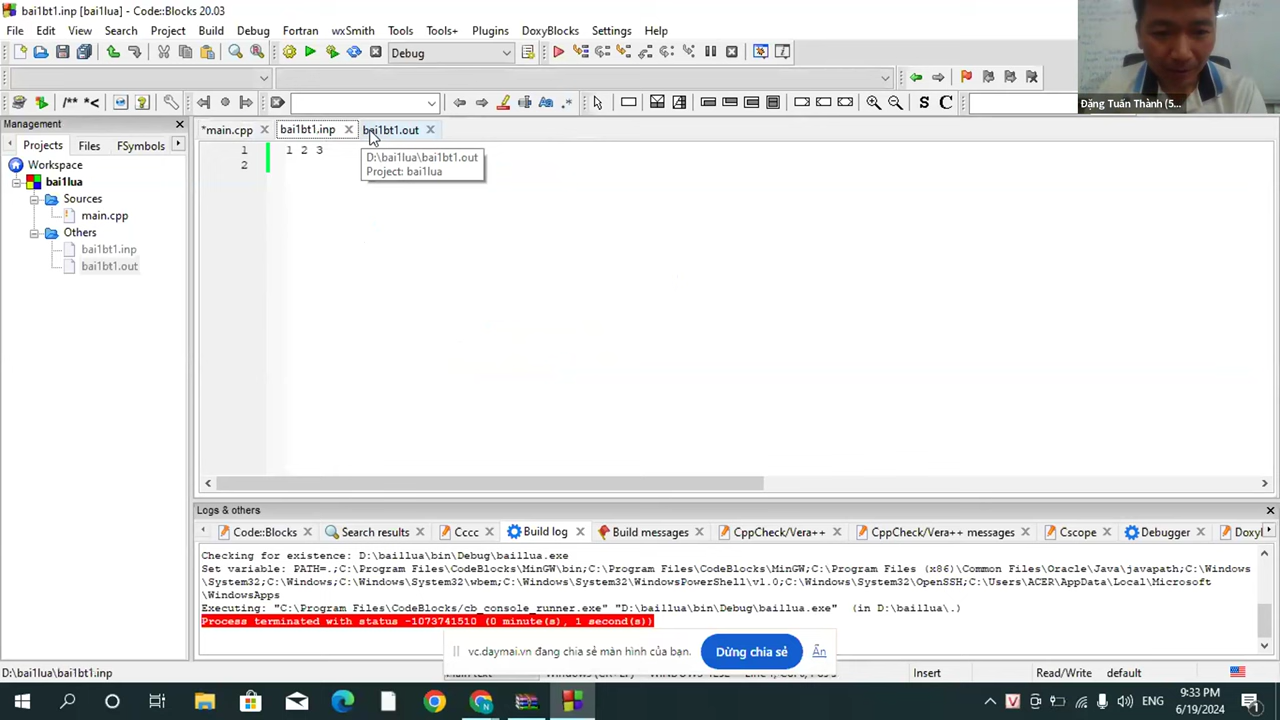 bai1bt1.inp [bai1lua] - Code::Blocks 20.03
File Edit View Search Project Build Debug Fortran wxSmith Tools Tools+ Plugins DoxyBlocks Settings Help
Debug
/** *<
Aa .*
S C
Đặng Tuấn Thành (5...
Management
Projects Files FSymbols
*main.cpp bai1bt1.inp bai1bt1.out
1 1 2 3
2
D:\bai1lua\bai1bt1.out
Project: bai1lua
Workspace
bai1lua
Sources
main.cpp
Others
bai1bt1.inp
bai1bt1.out
Logs & others
Code::Blocks Search results Cccc Build log Build messages CppCheck/Vera++ CppCheck/Vera++ messages Cscope Debugger DoxyI
Checking for existence: D:\bai1lua\bin\Debug\bai1lua.exe
Set variable: PATH=.;C:\Program Files\CodeBlocks\MinGW\bin;C:\Program Files\CodeBlocks\MinGW;C:\Program Files (x86)\Common Files\Oracle\Java\javapath;C:\Windows
\System32;C:\Windows;C:\Windows\System32\wbem;C:\Windows\System32\WindowsPowerShell\v1.0;C:\Windows\System32\OpenSSH;C:\Users\ACER\AppData\Local\Microsoft
\WindowsApps
Executing: "C:\Program Files\CodeBlocks/cb_console_runner.exe" "D:\bai1lua\bin\Debug\bai1lua.exe" (in D:\bai1lua\.)
Process terminated with status -1073741510 (0 minute(s), 1 second(s))
vc.daymai.vn đang chia sẻ màn hình của bạn. Dừng chia sẻ Ẩn
D:\bai1lua\bai1bt1.inp Insert Read/Write default
V ENG 9:33 PM
6/19/2024